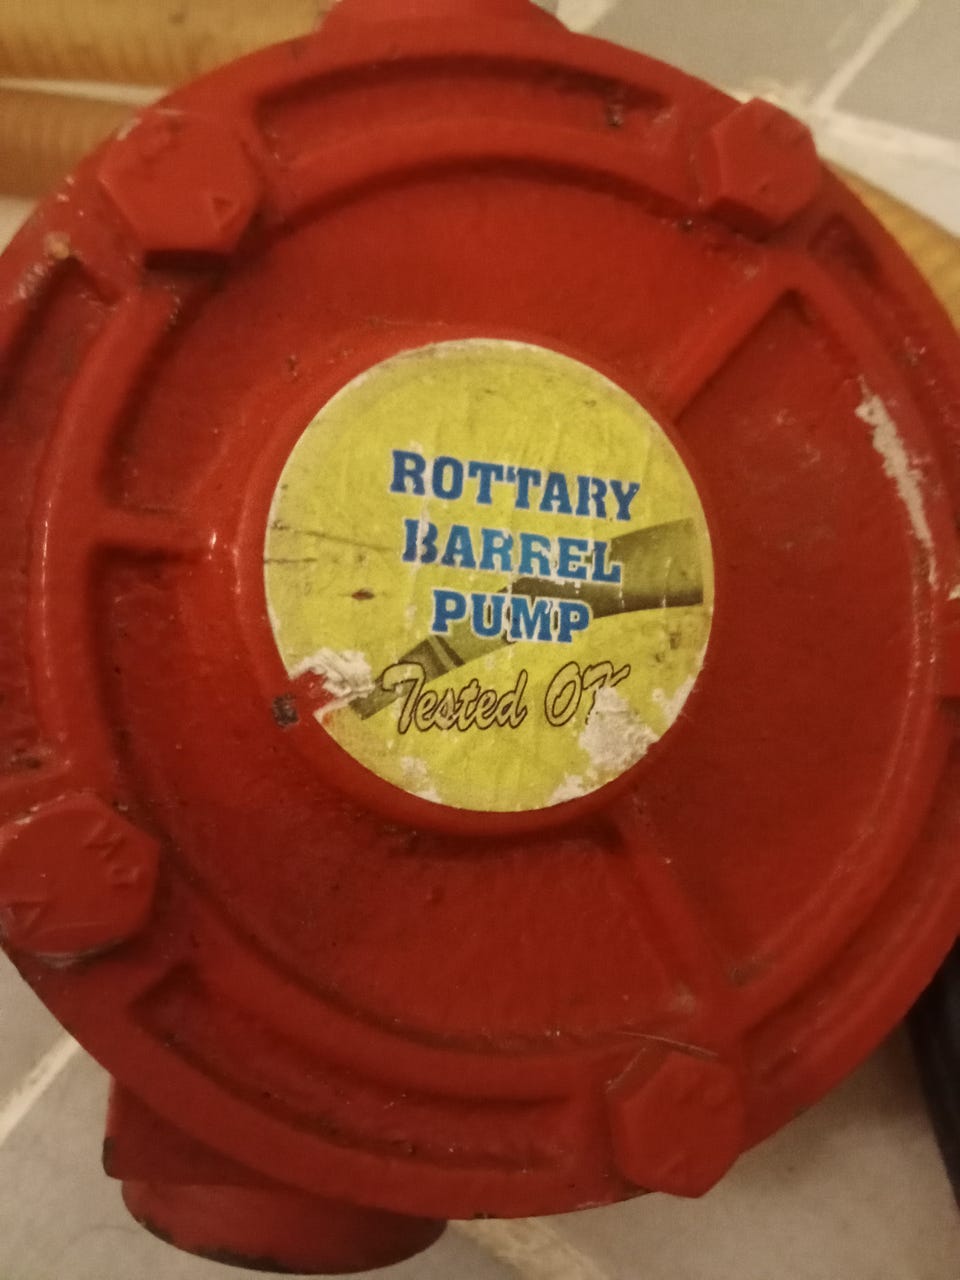 ROTTARY
BARREL
PUMP
Tested OK